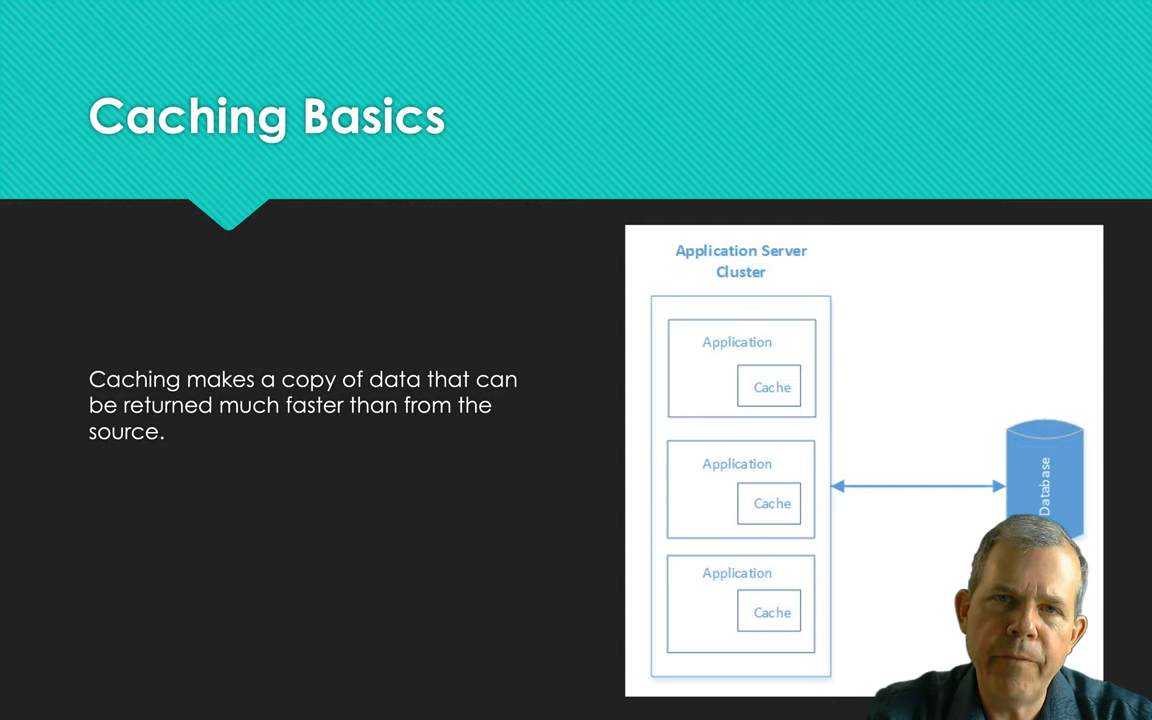 Caching Basics
Caching makes a copy of data that can
be returned much faster than from the
source.
Application Server
Cluster
Application
Cache
Application
Cache
Application
Cache
Database